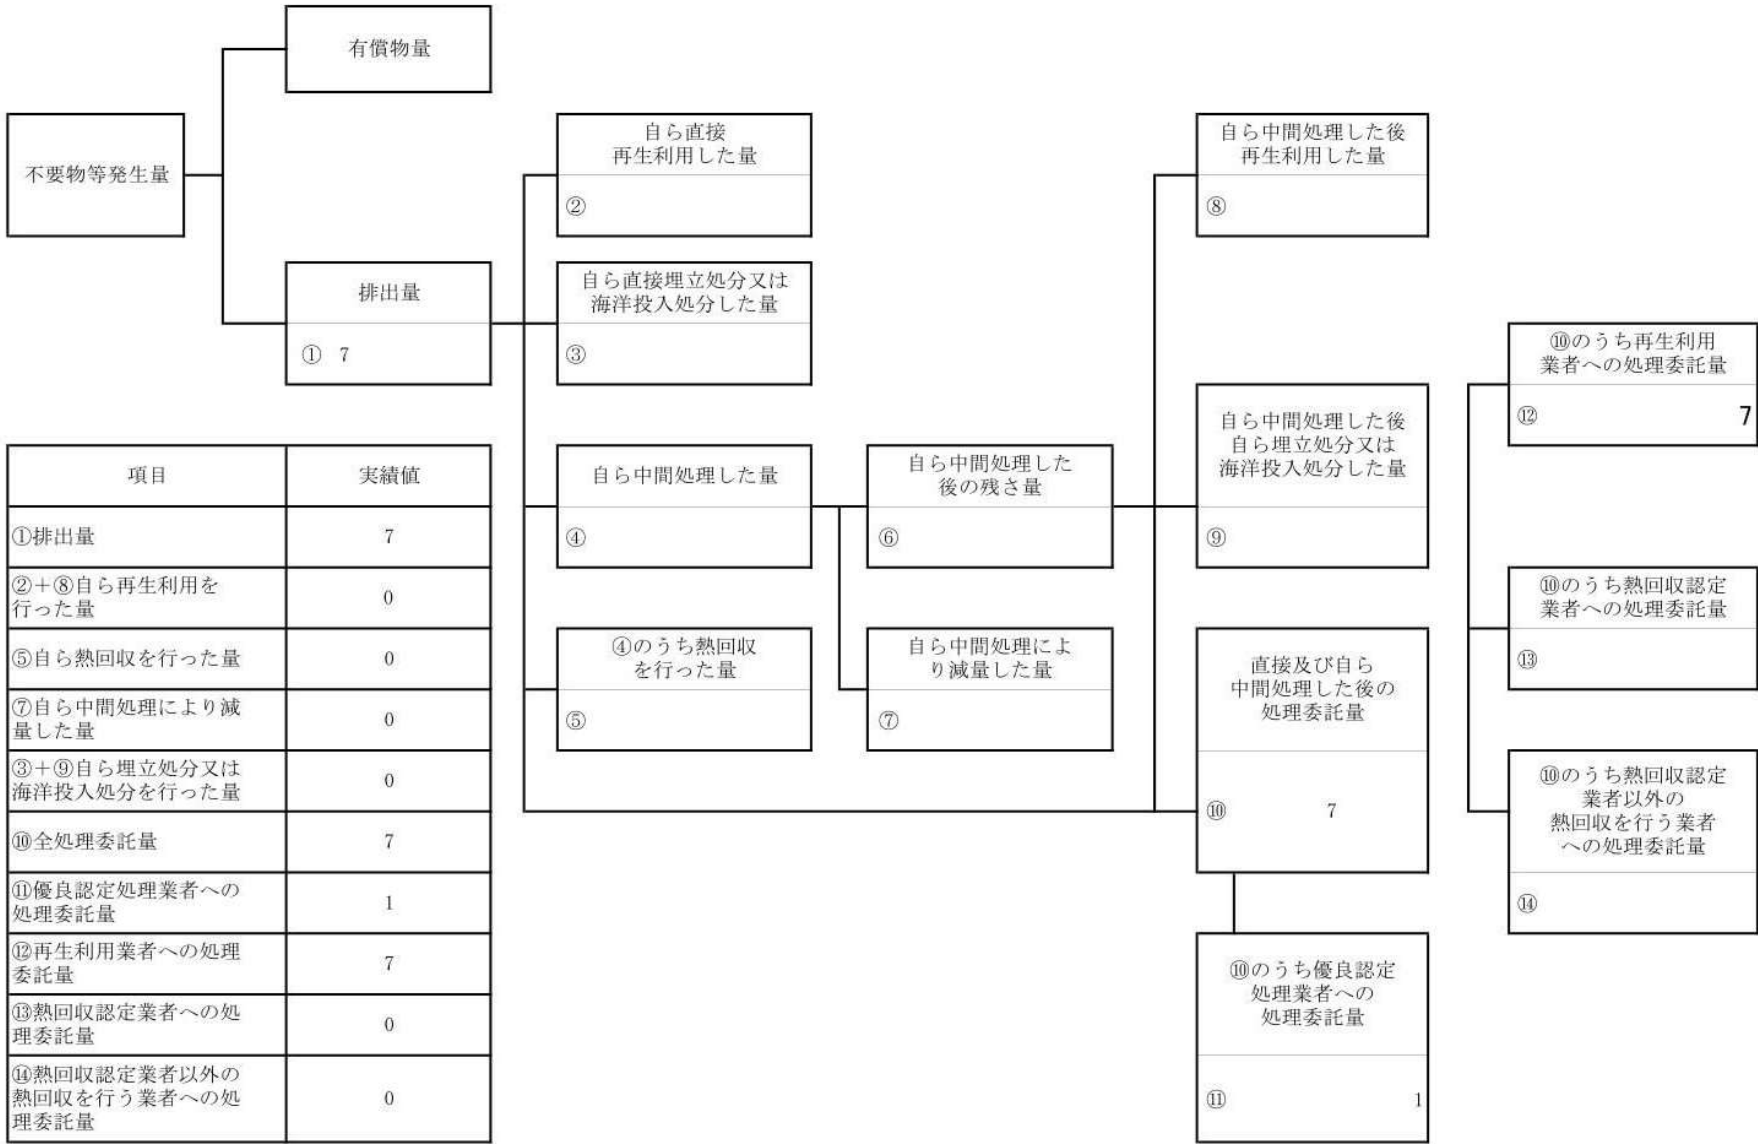 有償物量
不要物等発生量
排出量
① 7
自ら直接
再生利用した量
②
自ら直接埋立処分又は
海洋投入処分した量
③
自ら中間処理した量
④
④のうち熱回収
を行った量
⑤
自ら中間処理した
後の残さ量
⑥
自ら中間処理によ
り減量した量
⑦
自ら中間処理した後
再生利用した量
⑧
自ら中間処理した後
自ら埋立処分又は
海洋投入処分した量
⑨
直接及び自ら
中間処理した後の
処理委託量
⑩ 7
⑩のうち優良認定
処理業者への
処理委託量
⑪ 1
⑩のうち再生利用
業者への処理委託量
⑫ 7
⑩のうち熱回収認定
業者への処理委託量
⑬
⑩のうち熱回収認定
業者以外の
熱回収を行う業者
への処理委託量
⑭
項目 実績値
①排出量 7
②＋⑧自ら再生利用を
行った量 0
⑤自ら熱回収を行った量 0
⑦自ら中間処理により減
量した量 0
③＋⑨自ら埋立処分又は
海洋投入処分を行った量 0
⑩全処理委託量 7
⑪優良認定処理業者への
処理委託量 1
⑫再生利用業者への処理
委託量 7
⑬熱回収認定業者への処
理委託量 0
⑭熱回収認定業者以外の
熱回収を行う業者への処
理委託量 0